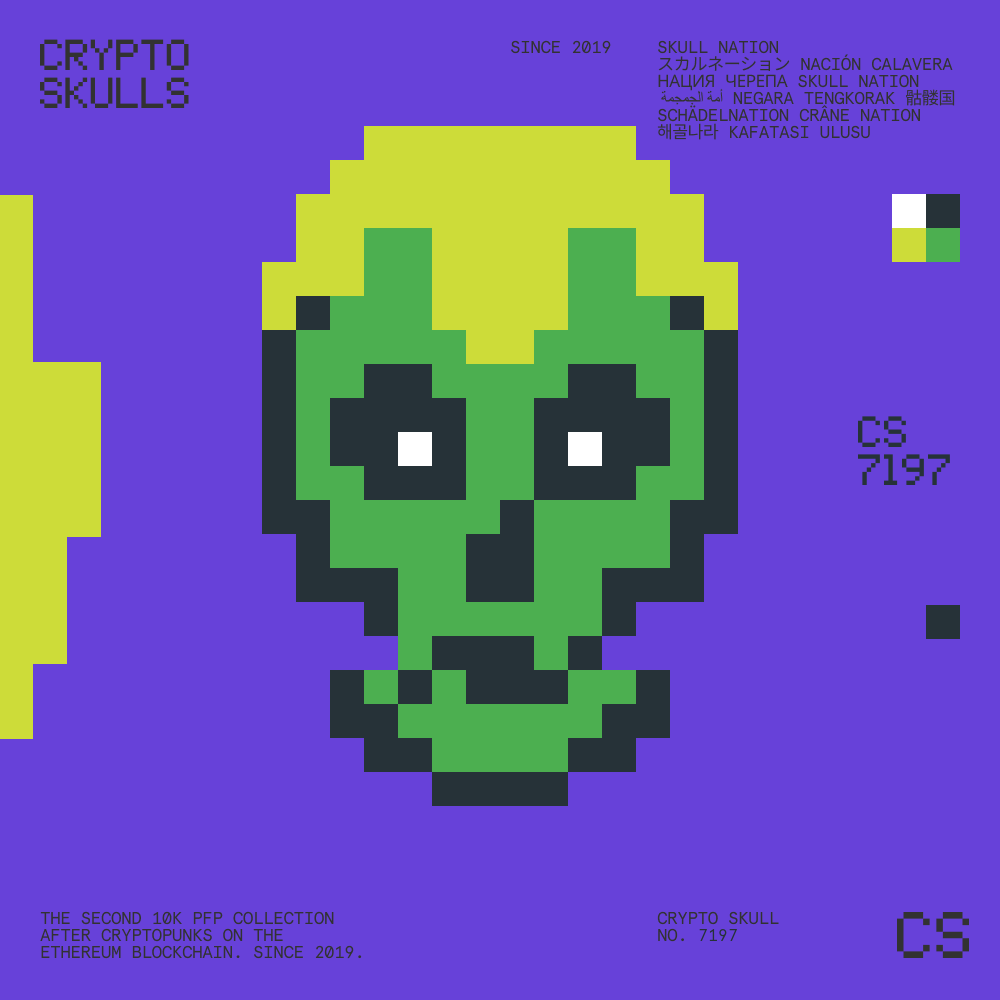 CRYPTO
SKULLS
SINCE 2019
SKULL NATION
スカルネーション NACIÓN CALAVERA
НАЦИЯ ЧЕРЕПА SKULL NATION
أمة الجمجمة NEGARA TENGKORAK 骷髅国
SCHÄDELNATION CRÂNE NATION
해골나라 KAFATASI ULUSU
CS
7197
THE SECOND 10K PFP COLLECTION
AFTER CRYPTOPUNKS ON THE
ETHEREUM BLOCKCHAIN. SINCE 2019.
CRYPTO SKULL
NO. 7197
CS